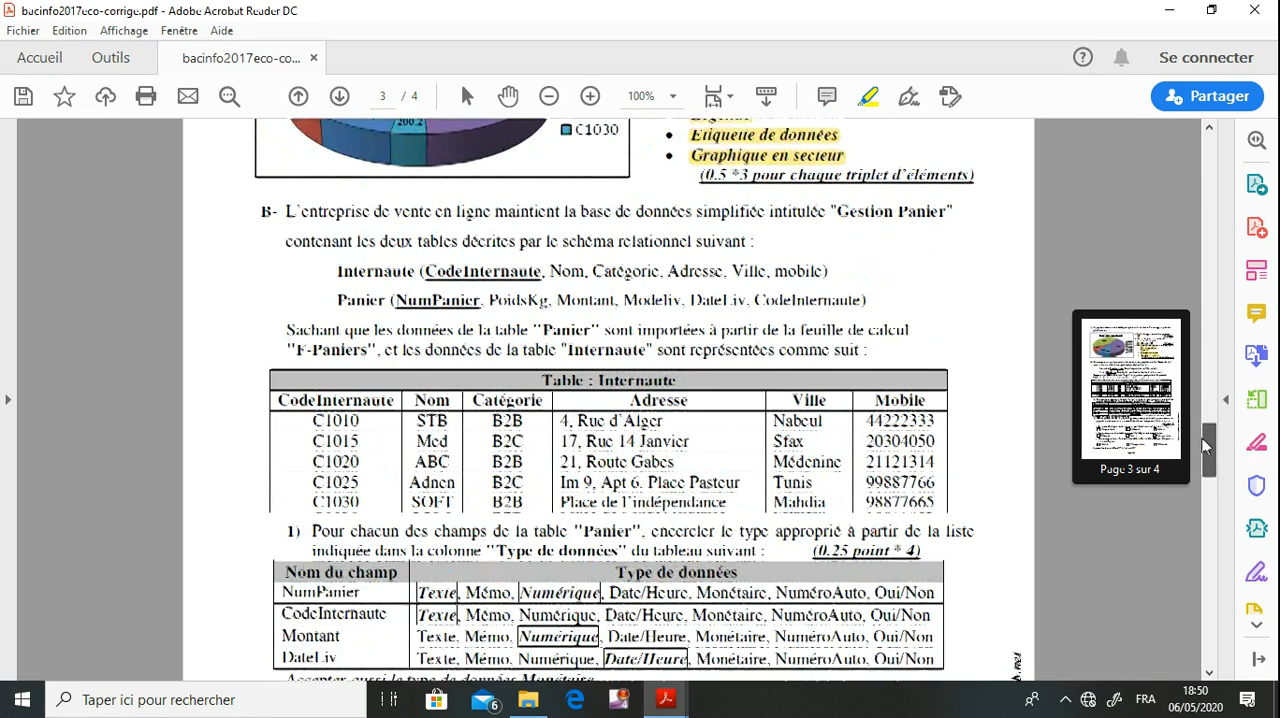 bacinfo2017eco-corrige.pdf - Adobe Acrobat Reader DC
Fichier Edition Affichage Fenêtre Aide
Accueil Outils bacinfo2017eco-co... × Se connecter
3 / 4 100% Partager
200.2 C1030
• Etiquette de données
• Graphique en secteur
(0.5 *3 pour chaque triplet d'éléments)
B- L'entreprise de vente en ligne maintient la base de données simplifiée intitulée "Gestion Panier"
contenant les deux tables décrites par le schéma relationnel suivant :
Internaute (CodeInternaute, Nom, Catégorie, Adresse, Ville, mobile)
Panier (NumPanier, PoidsKg, Montant, Modeliv, DateLiv, CodeInternaute)
Sachant que les données de la table "Panier" sont importées à partir de la feuille de calcul
"F-Paniers", et les données de la table "Internaute" sont représentées comme suit :
Table : Internaute
CodeInternaute Nom Catégorie Adresse Ville Mobile
C1010 STB B2B 4, Rue d'Alger Nabeul 44222333
C1015 Med B2C 17, Rue 14 Janvier Sfax 20304050
C1020 ABC B2B 21, Route Gabes Médenine 21121314
C1025 Adnen B2C Im 9, Apt 6. Place Pasteur Tunis 99887766
C1030 SOFT B2B Place de l'indépendance Mahdia 98877665
1) Pour chacun des champs de la table "Panier", encercler le type approprié à partir de la liste
indiquée dans la colonne "Type de données" du tableau suivant : (0.25 point * 4)
Nom du champ Type de données
NumPanier Texte, Mémo, Numérique, Date/Heure, Monétaire, NuméroAuto, Oui/Non
CodeInternaute Texte, Mémo, Numérique, Date/Heure, Monétaire, NuméroAuto, Oui/Non
Montant Texte, Mémo, Numérique, Date/Heure, Monétaire, NuméroAuto, Oui/Non
DateLiv Texte, Mémo, Numérique, Date/Heure, Monétaire, NuméroAuto, Oui/Non
Accepter aussi le type de données Monétaire
Page 3 sur 4
Taper ici pour rechercher
6
FRA
18:50
06/05/2020